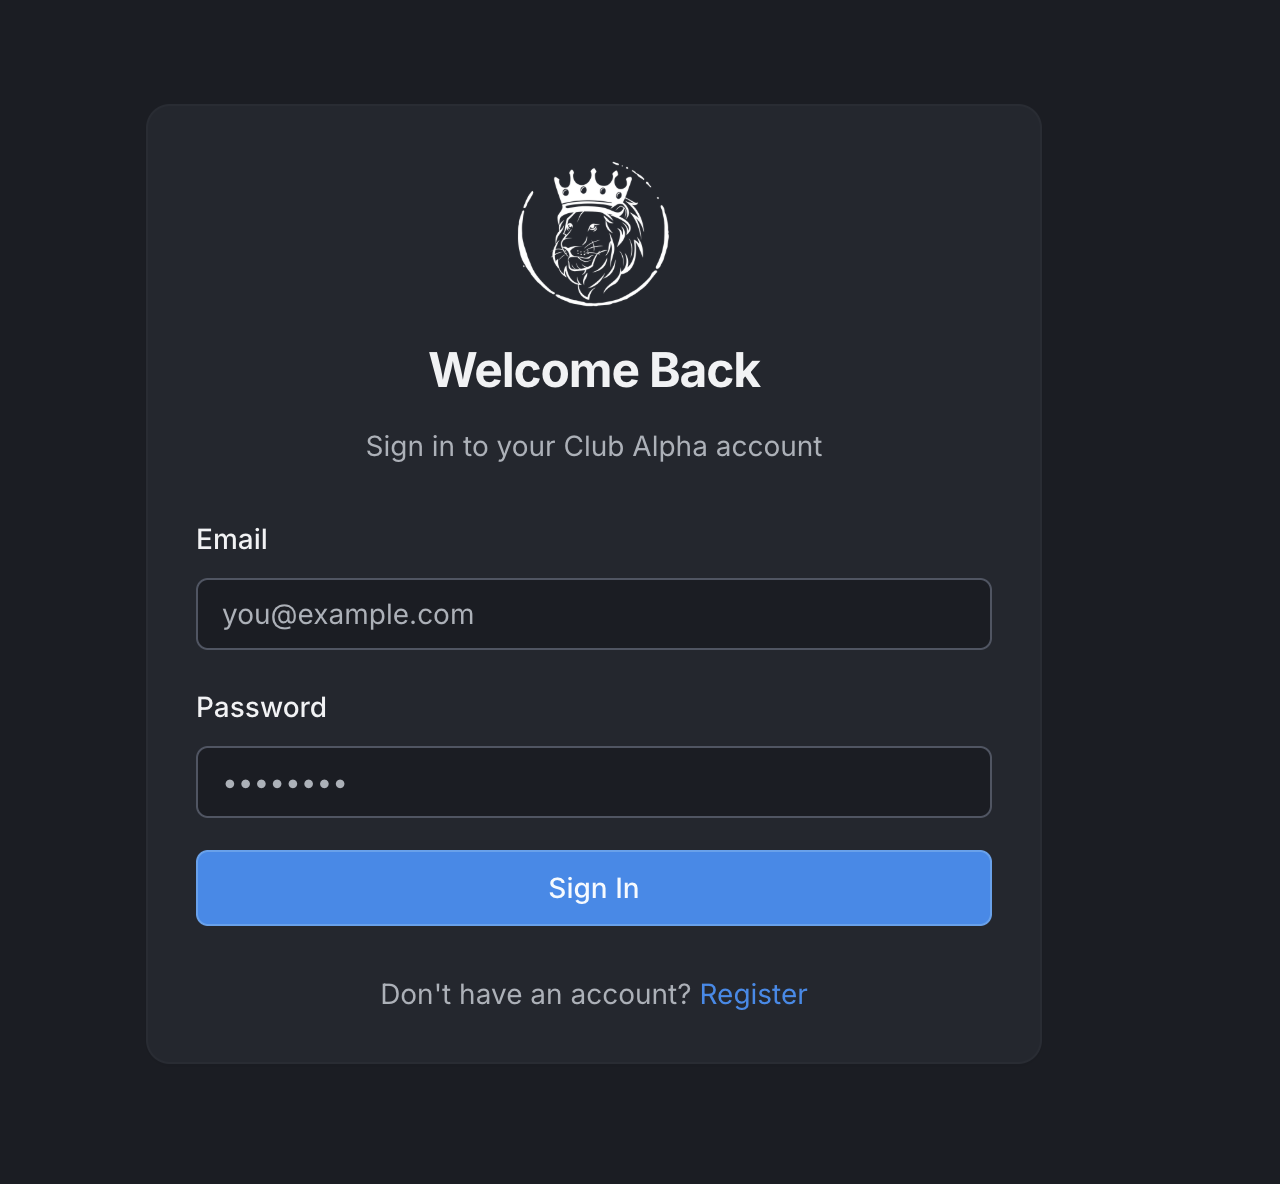 Welcome Back
Sign in to your Club Alpha account
Email
you@example.com
Password
••••••••
Sign In
Don't have an account? Register